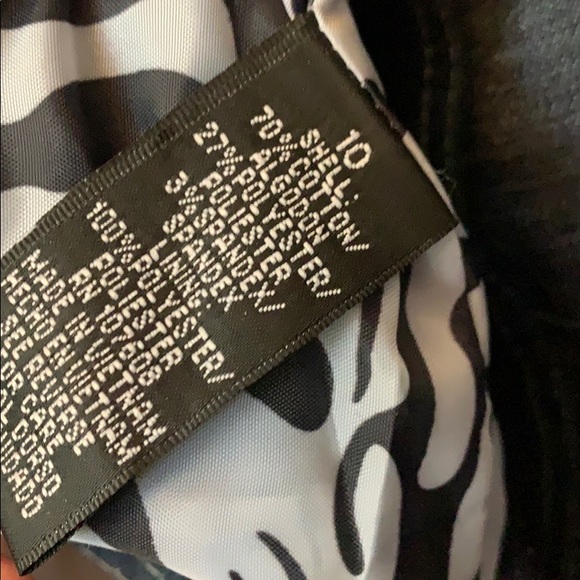 10
SHELL:
70% COTTON/
ALGODON
27% POLYESTER/
POLIESTER
3% SPANDEX/
SPANDEX
LINING
100% POLYESTER/
POLIESTER
RN 107206
MADE IN VIETNAM
HECHO EN VIETNAM
SEE REVERSE
FOR CARE